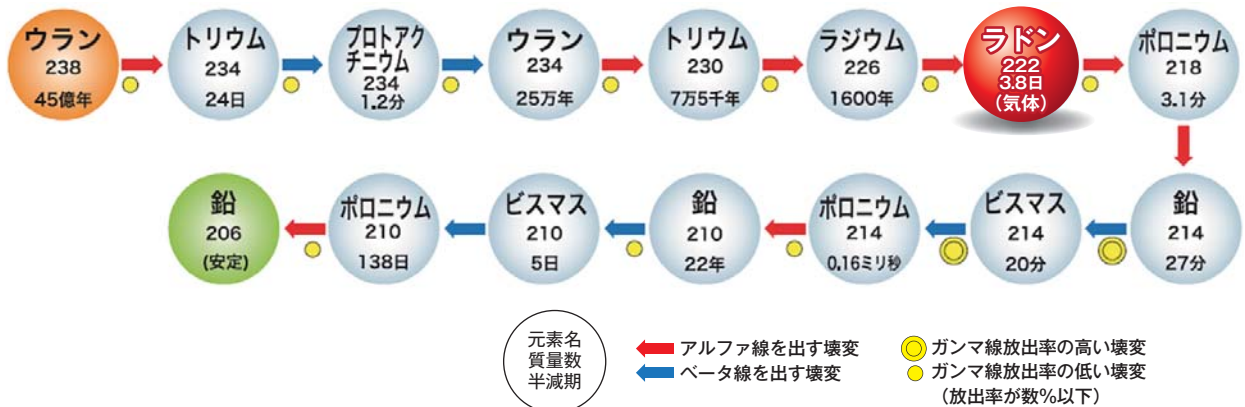 ウラン
238
45億年
トリウム
234
24日
プロトアク
チニウム
234
1.2分
ウラン
234
25万年
トリウム
230
7万5千年
ラジウム
226
1600年
ラドン
222
3.8日
(気体)
ポロニウム
218
3.1分
鉛
206
(安定)
ポロニウム
210
138日
ビスマス
210
5日
鉛
210
22年
ポロニウム
214
0.16ミリ秒
ビスマス
214
20分
鉛
214
27分
元素名
質量数
半減期
アルファ線を出す壊変
ベータ線を出す壊変
ガンマ線放出率の高い壊変
ガンマ線放出率の低い壊変
(放出率が数%以下)